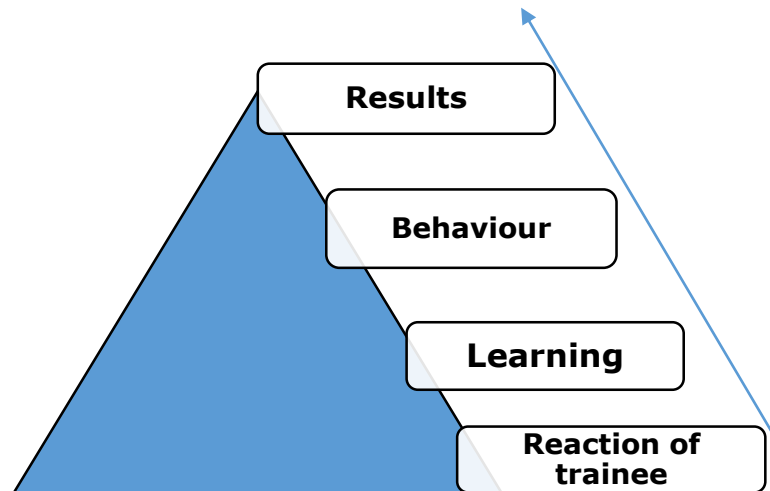 Results
Behaviour
Learning
Reaction of
trainee